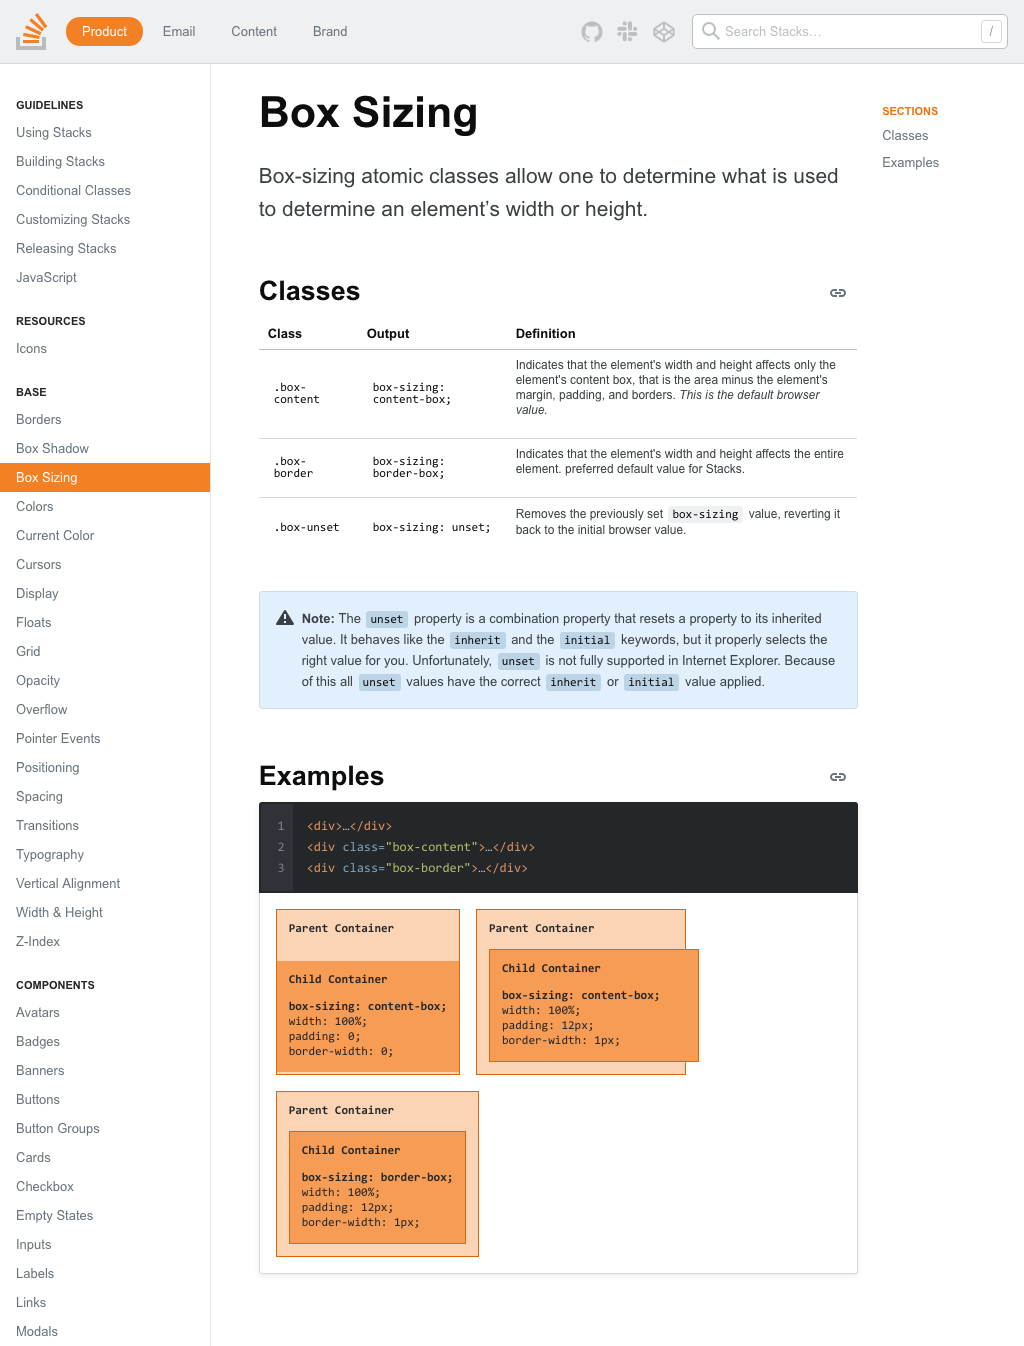 Product
Email
Content
Brand
Search Stacks...
/
GUIDELINES
Using Stacks
Building Stacks
Conditional Classes
Customizing Stacks
Releasing Stacks
JavaScript
RESOURCES
Icons
BASE
Borders
Box Shadow
Box Sizing
Colors
Current Color
Cursors
Display
Floats
Grid
Opacity
Overflow
Pointer Events
Positioning
Spacing
Transitions
Typography
Vertical Alignment
Width & Height
Z-Index
COMPONENTS
Avatars
Badges
Banners
Buttons
Button Groups
Cards
Checkbox
Empty States
Inputs
Labels
Links
Modals
Box Sizing
Box-sizing atomic classes allow one to determine what is used
to determine an element’s width or height.
Classes
Class Output Definition
.box-
content
box-sizing:
content-box;
Indicates that the element's width and height affects only the
element's content box, that is the area minus the element's
margin, padding, and borders. This is the default browser
value.
.box-
border
box-sizing:
border-box;
Indicates that the element's width and height affects the entire
element. preferred default value for Stacks.
.box-unset
box-sizing: unset;
Removes the previously set box-sizing value, reverting it
back to the initial browser value.
Note: The unset property is a combination property that resets a property to its inherited
value. It behaves like the inherit and the initial keywords, but it properly selects the
right value for you. Unfortunately, unset is not fully supported in Internet Explorer. Because
of this all unset values have the correct inherit or initial value applied.
Examples
1 <div>…</div>
2 <div class="box-content">…</div>
3 <div class="box-border">…</div>
Parent Container
Child Container
box-sizing: content-box;
width: 100%;
padding: 0;
border-width: 0;
Parent Container
Child Container
box-sizing: content-box;
width: 100%;
padding: 12px;
border-width: 1px;
Parent Container
Child Container
box-sizing: border-box;
width: 100%;
padding: 12px;
border-width: 1px;
SECTIONS
Classes
Examples